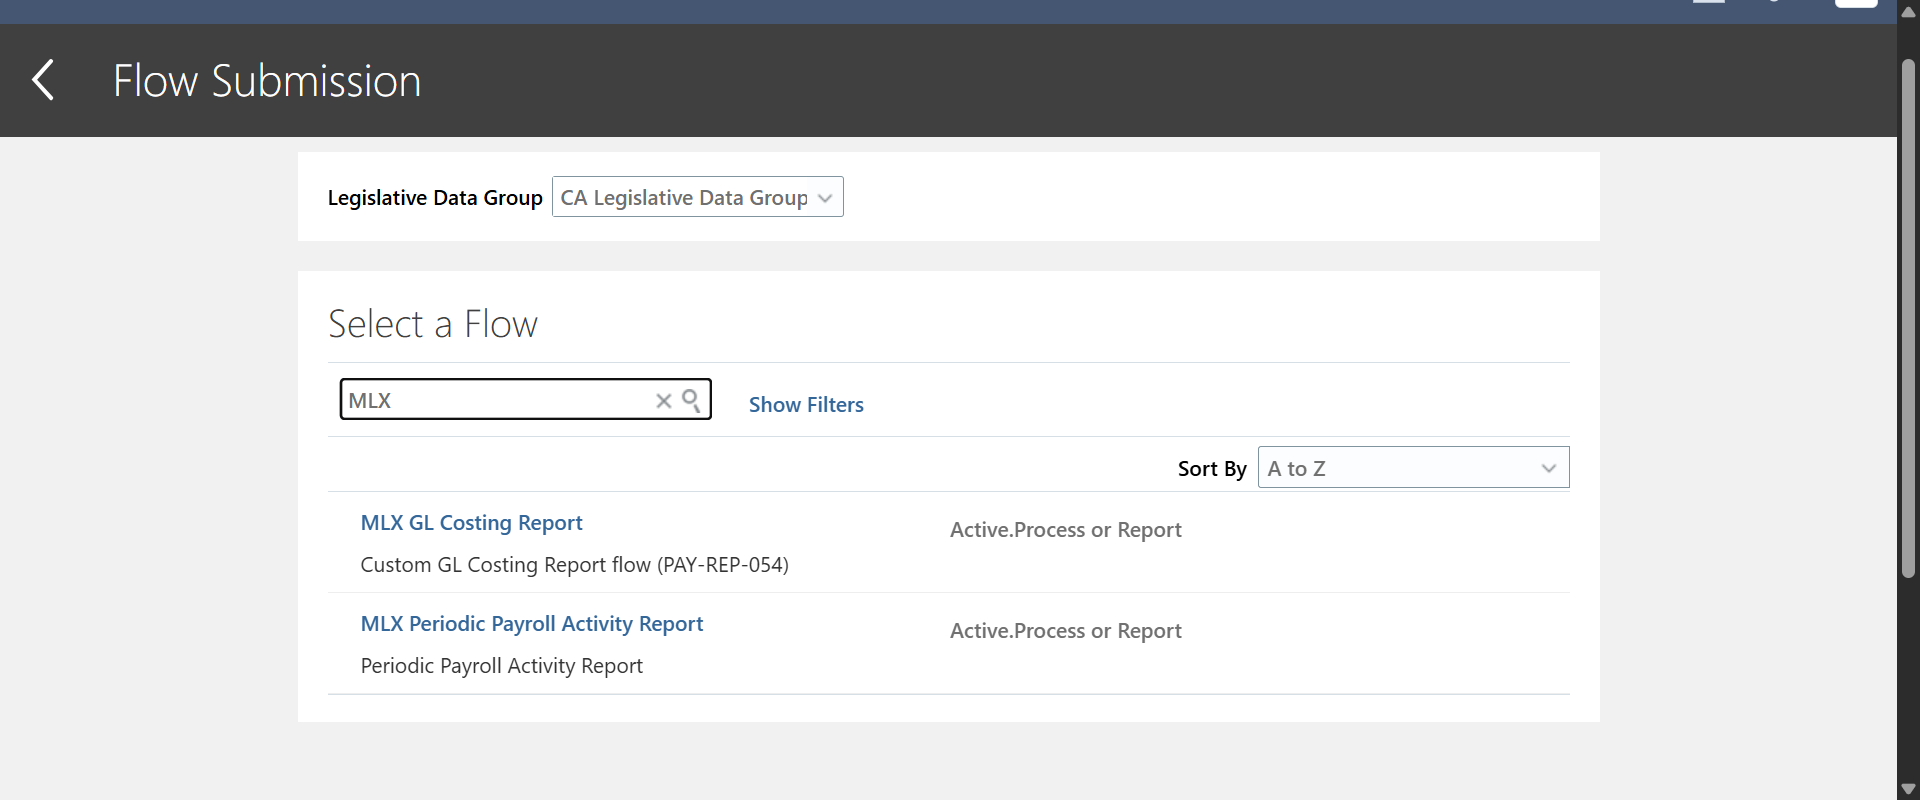 Flow Submission
Legislative Data Group CA Legislative Data Group
Select a Flow
MLX Show Filters
Sort By A to Z
MLX GL Costing Report Active.Process or Report
Custom GL Costing Report flow (PAY-REP-054)
MLX Periodic Payroll Activity Report Active.Process or Report
Periodic Payroll Activity Report